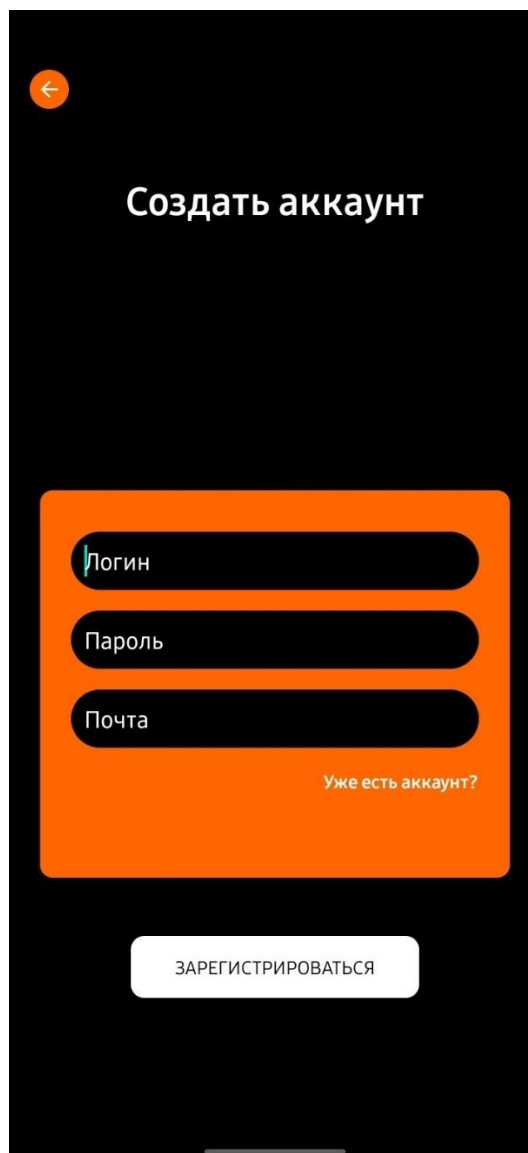 Создать аккаунт
Логин
Пароль
Почта
Уже есть аккаунт?
ЗАРЕГИСТРИРОВАТЬСЯ